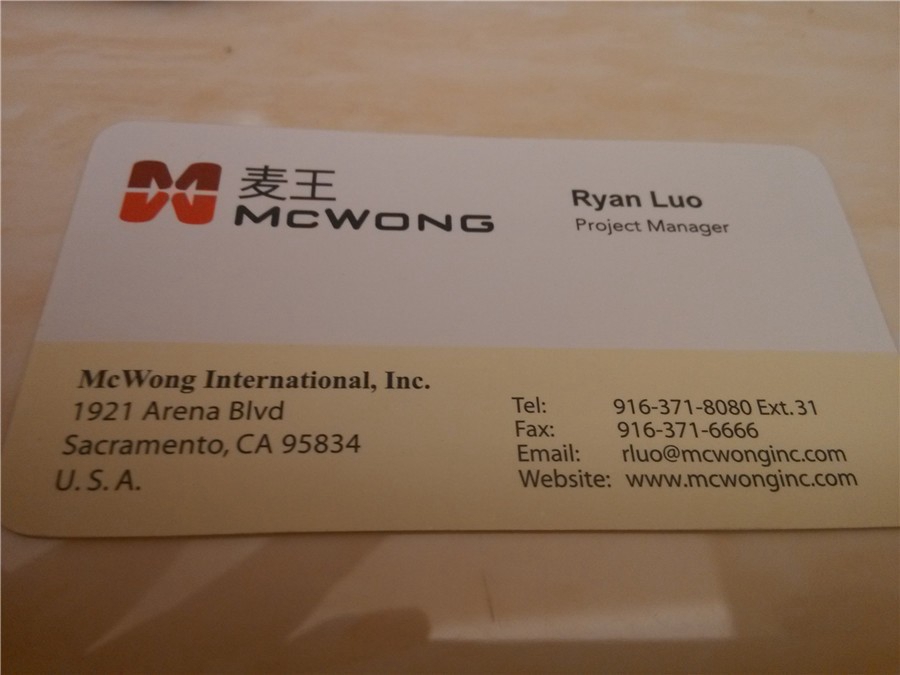 麦王
McWONG
Ryan Luo
Project Manager
McWong International, Inc.
1921 Arena Blvd
Sacramento, CA 95834
U. S. A.
Tel: 916-371-8080 Ext. 31
Fax: 916-371-6666
Email: rluo@mcwonginc.com
Website: www.mcwonginc.com